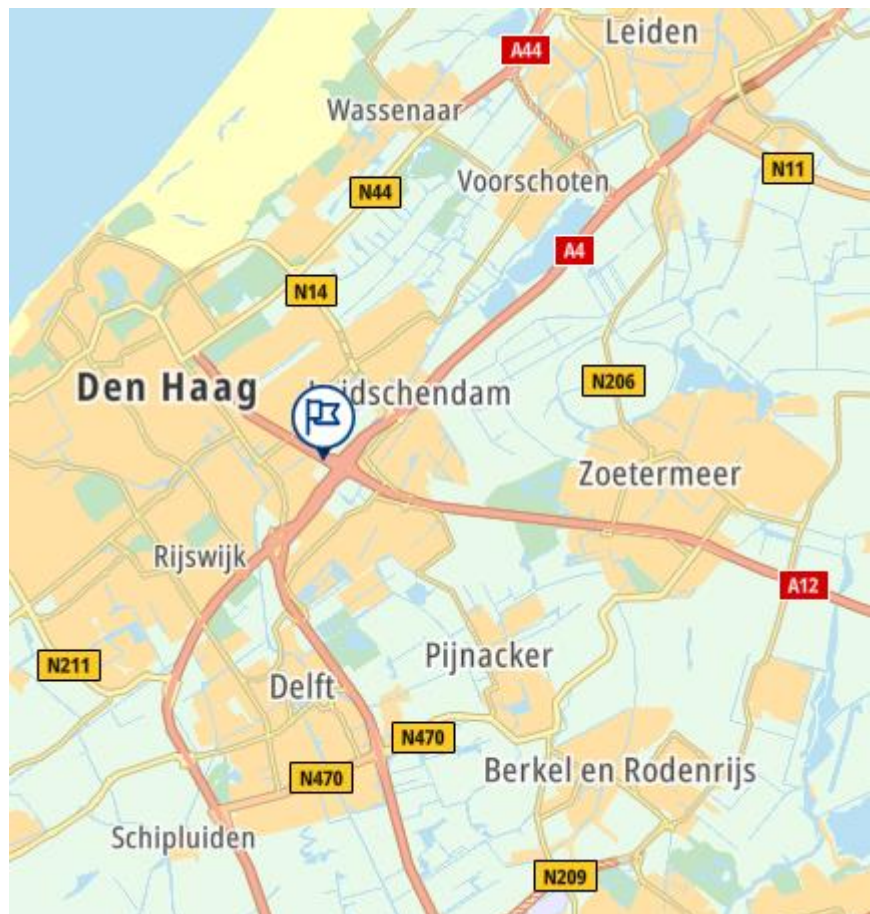 Leiden
A44
Wassenaar
N11
Voorschoten
N44
A4
N14
N206
Den Haag
idschendam
Zoetermeer
Rijswijk
A12
Pijnacker
N211
Delft
N470
Berkel en Rodenrijs
N470
Schipluiden
N209